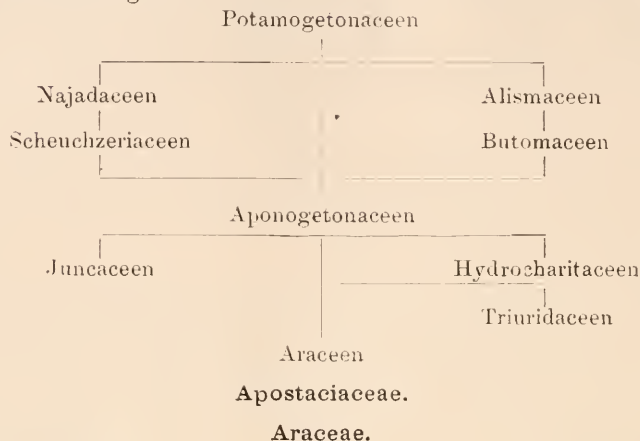 Potamogetonaceen
Najadaceen Alismaceen
Scheuchzeriaceen Butomaceen
Aponogetonaceen
Juncaceen Hydrocharitaceen
Triuridaceen
Araceen
Apostaciaceae.
Araceae.